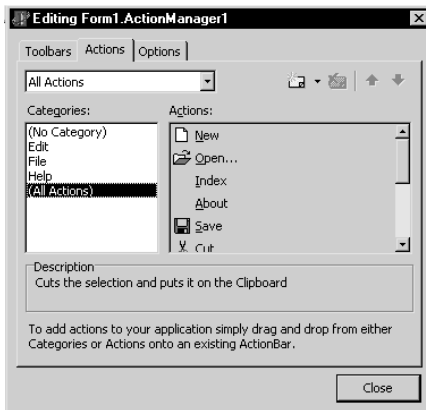 Editing Form1.ActionManager1
Toolbars Actions Options
All Actions
Categories: Actions:
(No Category)
Edit
File
Help
(All Actions)
New
Open...
Index
About
Save
Cut
Description
Cuts the selection and puts it on the Clipboard
To add actions to your application simply drag and drop from either
Categories or Actions onto an existing ActionBar.
Close